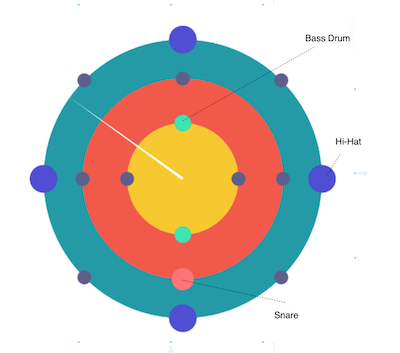 Bass Drum
Hi-Hat
Snare